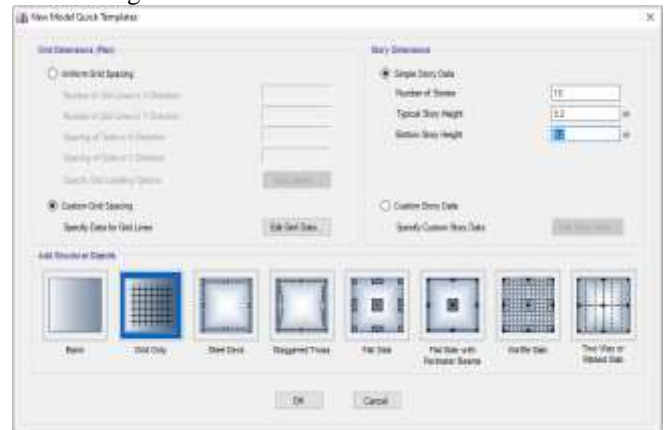 New Model Quick Templates
Grid Dimensions (Plan)
Uniform Grid Spacing
Number of Grid Lines in X Direction
Number of Grid Lines in Y Direction
Spacing of Grids in X Direction
Spacing of Grids in Y Direction
Specify Grid Labeling Options
Custom Grid Spacing
Specify Data for Grid Lines
Edit Grid Data...
Story Dimensions
Simple Story Data
Number of Stories
10
Typical Story Height
3.2
m
Bottom Story Height
m
Custom Story Data
Specify Custom Story Data
Add Structural Objects
Blank
Grid Only
Steel Deck
Staggered Truss
Flat Slab
Flat Slab with
Perimeter Beams
Waffle Slab
Two Way or
Ribbed Slab
OK
Cancel